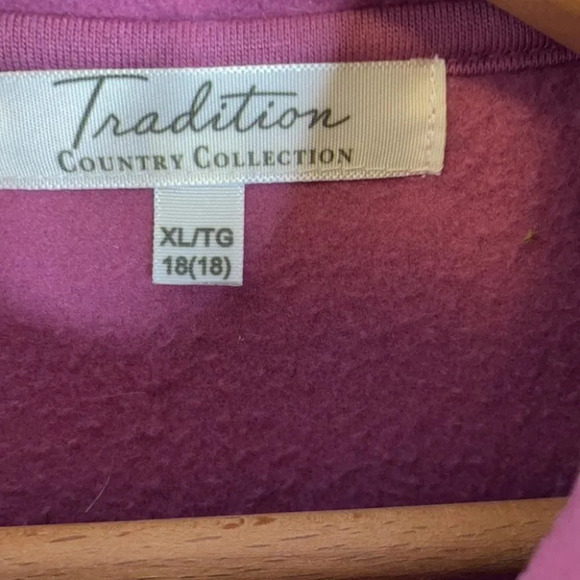 Tradition
COUNTRY COLLECTION
XL/TG
18(18)